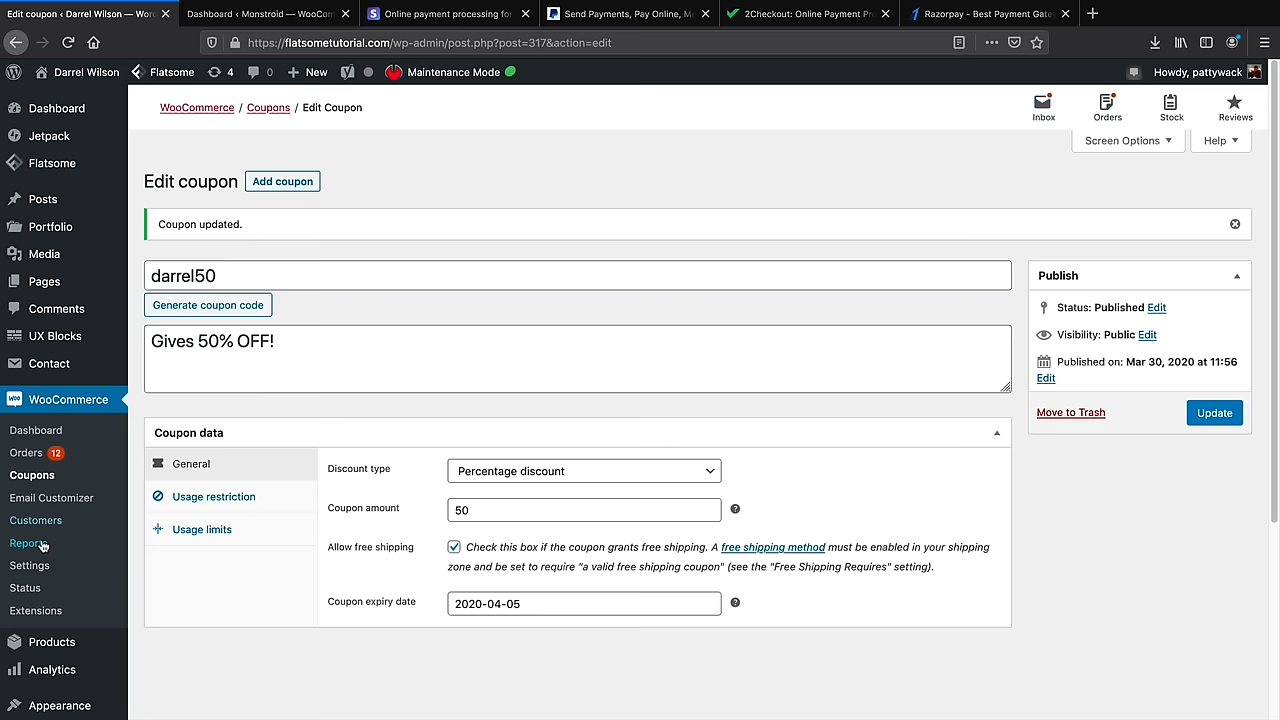 Edit coupon ‹ Darrel Wilson — Wor
Dashboard ‹ Monstroid — WooCom
Online payment processing for
Send Payments, Pay Online, Me
2Checkout: Online Payment Pro
Razorpay - Best Payment Gate
https://flatsometutorial.com/wp-admin/post.php?post=317&action=edit
Darrel Wilson
Flatsome
4
0
New
Maintenance Mode
Howdy, pattywack
Dashboard
Jetpack
Flatsome
Posts
Portfolio
Media
Pages
Comments
UX Blocks
Contact
WooCommerce
Dashboard
Orders 12
Coupons
Email Customizer
Customers
Reports
Settings
Status
Extensions
Products
Analytics
Appearance
WooCommerce / Coupons / Edit Coupon
Inbox
Orders
Stock
Reviews
Screen Options
Help
Edit coupon
Add coupon
Coupon updated.
darrel50
Generate coupon code
Gives 50% OFF!
Coupon data
General
Usage restriction
Usage limits
Discount type
Percentage discount
Coupon amount
50
Allow free shipping
Check this box if the coupon grants free shipping. A free shipping method must be enabled in your shipping
zone and be set to require "a valid free shipping coupon" (see the "Free Shipping Requires" setting).
Coupon expiry date
2020-04-05
Publish
Status: Published Edit
Visibility: Public Edit
Published on: Mar 30, 2020 at 11:56
Edit
Move to Trash
Update